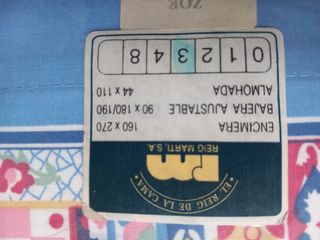 · EL REIG DE LA CAMA ·
rm
REIG MARTI, S.A.
ENCIMERA 160 x 270
BAJERA AJUSTABLE 90 x 180/190
ALMOHADA 44 x 110
0 1 2 3 4 8
ZOE